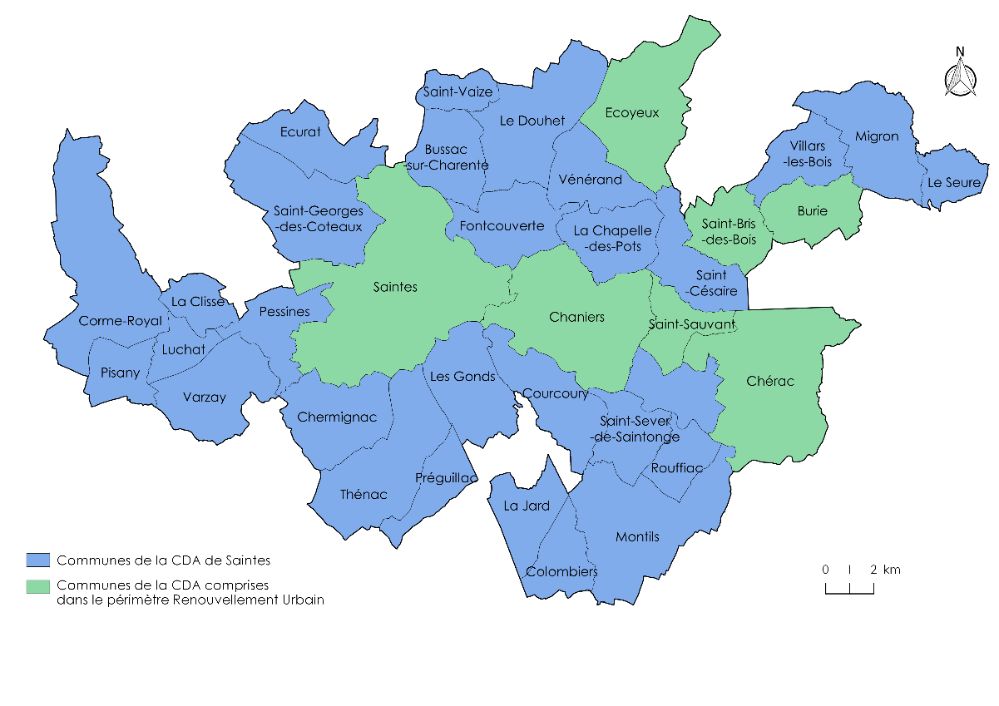 N
Saint-Vaize
Ecoyeux
Le Douhet
Ecurat
Migron
Villars
-les-Bois
Bussac
-sur-Charente
Vénérand
Le Seure
Saint-Georges
-des-Coteaux
Burie
Fontcouverte
La Chapelle
-des-Pots
Saint-Bris
-des-Bois
Saint
-Césaire
Saintes
La Clisse
Pessines
Corme-Royal
Chaniers
Saint-Sauvant
Luchat
Pisany
Les Gonds
Chérac
Varzay
Courcoury
Chermignac
Saint-Sever
-de-Saintonge
Rouffiac
Préguillac
Thénac
La Jard
Montils
Colombiers
Communes de la CDA de Saintes
Communes de la CDA comprises
dans le périmètre Renouvellement Urbain
0 1 2 km